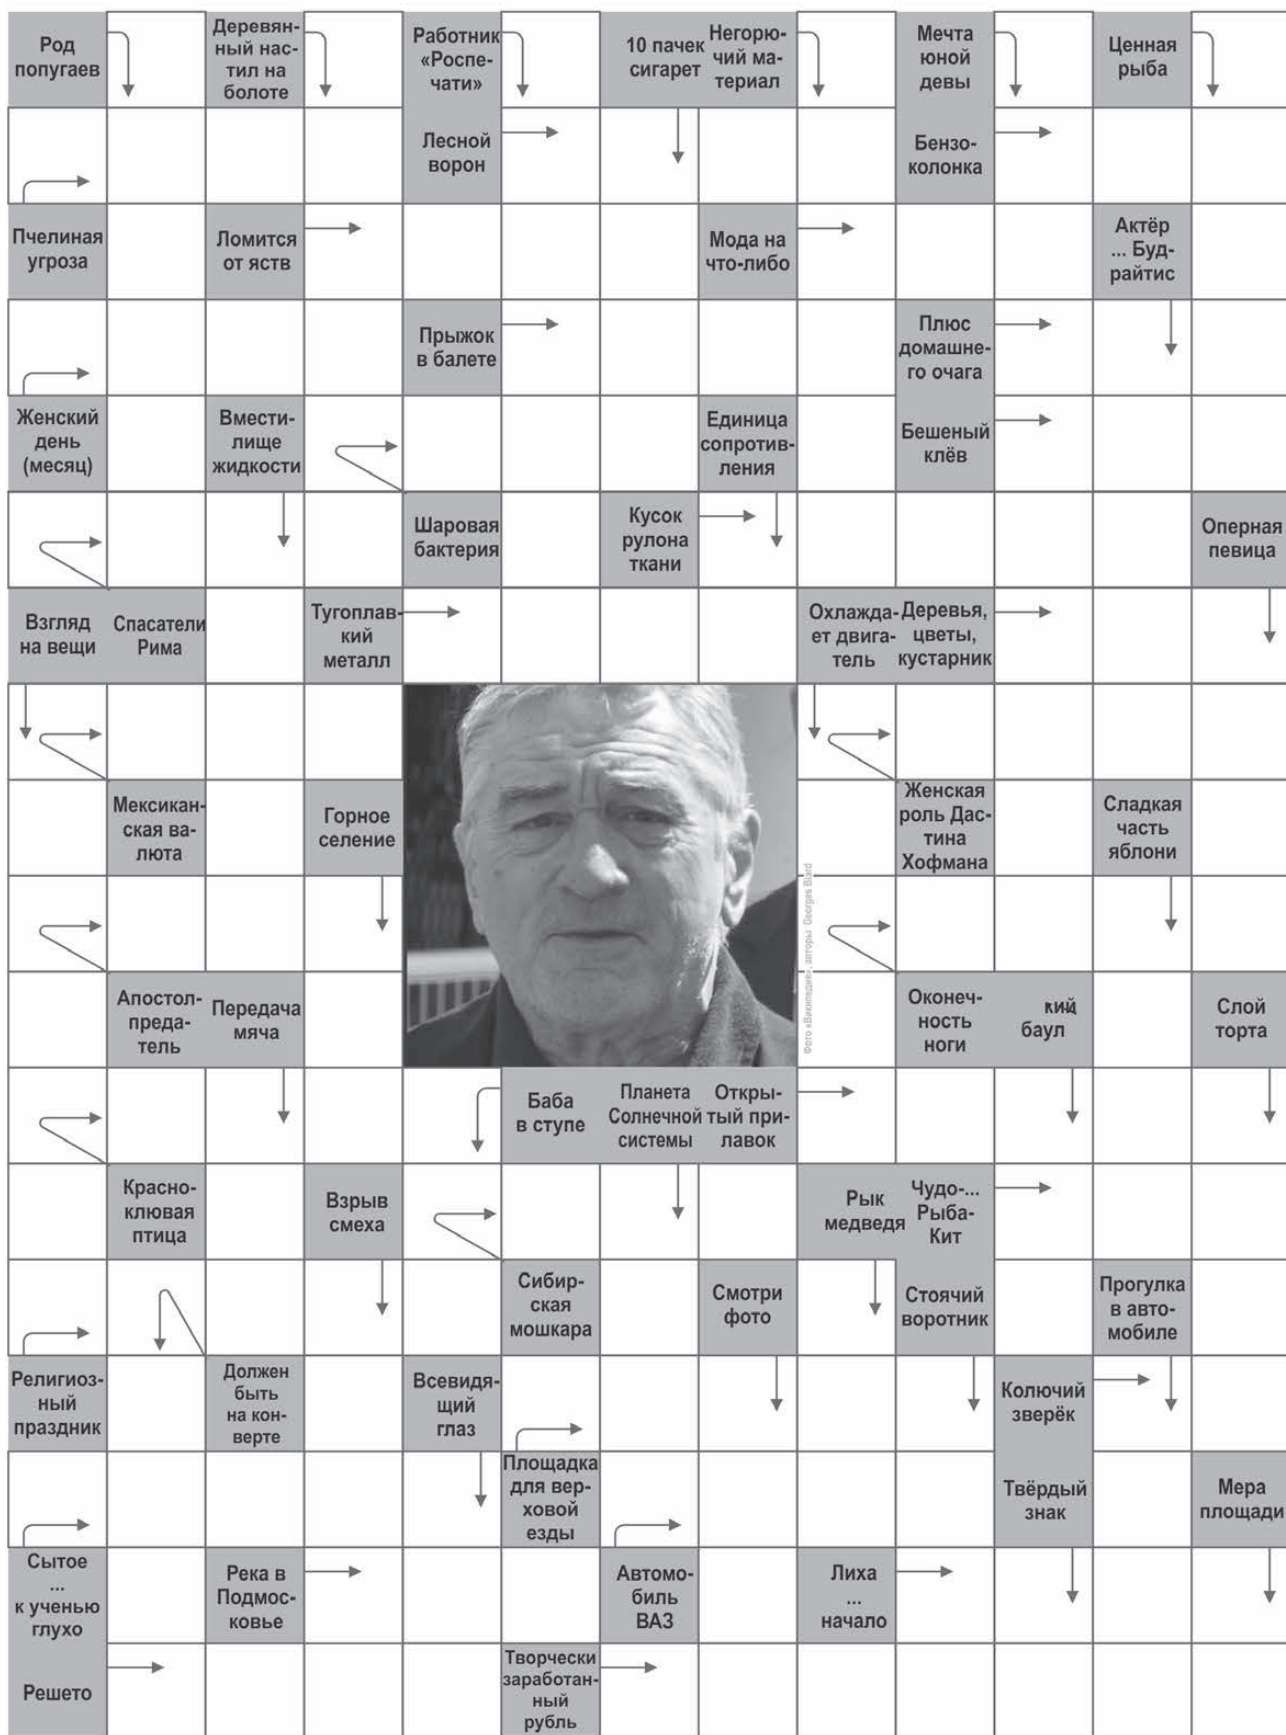 Род
попугаев
Деревян-
ный нас-
тил на
болоте
Работник
«Роспе-
чати»
10 пачек
сигарет
Негорю-
чий ма-
териал
Мечта
юной
девы
Ценная
рыба
Лесной
ворон
Бензо-
колонка
Пчелиная
угроза
Ломится
от яств
Мода на
что-либо
Актёр
... Буд-
райтис
Прыжок
в балете
Плюс
домашне-
го очага
Женский
день
(месяц)
Вмести-
лище
жидкости
Единица
сопротив-
ления
Бешеный
клёв
Шаровая
бактерия
Кусок
рулона
ткани
Оперная
певица
Взгляд
на вещи
Спасатели
Рима
Тугоплав-
кий
металл
Охлажда-
ет двига-
тель
Деревья,
цветы,
кустарник
Мексикан-
ская ва-
люта
Горное
селение
Женская
роль Дас-
тина
Хофмана
Сладкая
часть
яблони
Фото «Википедия», авторы Georges Biard
Апостол-
преда-
тель
Передача
мяча
Оконеч-
ность
ноги
баул
Слой
торта
Баба
в ступе
Планета
Солнечной
системы
Откры-
тый при-
лавок
Красно-
клювая
птица
Взрыв
смеха
Рык
медведя
Чудо-...
Рыба-
Кит
Сибир-
ская
мошкара
Смотри
фото
Стоячий
воротник
Прогулка
в авто-
мобиле
Религиоз-
ный
праздник
Должен
быть
на кон-
верте
Всевидя-
щий
глаз
Колючий
зверёк
Площадка
для вер-
ховой
езды
Твёрдый
знак
Мера
площади
Сытое
...
к ученью
глухо
Река в
Подмос-
ковье
Автомо-
биль
ВАЗ
Лиха
...
начало
Решето
Творчески
заработан-
ный
рубль